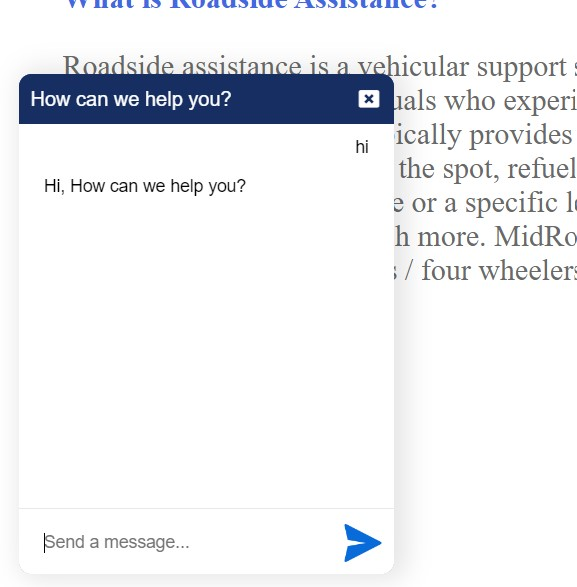 What is Roadside Assistance?
Roadside assistance is a vehicular support
How can we help you?
uals who experi
hi
ically provides
Hi, How can we help you?
the spot, refuel
or a specific
more. MidRo
/ four wheelers
Send a message...